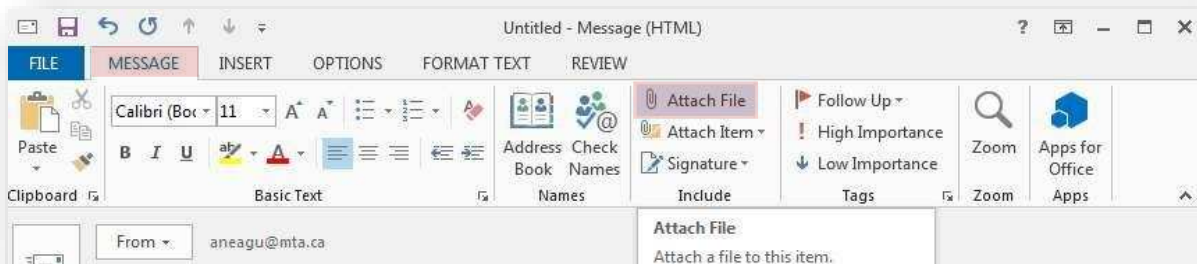 Untitled - Message (HTML)
FILE MESSAGE INSERT OPTIONS FORMAT TEXT REVIEW
Paste
Clipboard
Calibri (Boc 11
B I U
Basic Text
Address Book
Check Names
Names
Attach File
Attach Item
Signature
Include
Follow Up
High Importance
Low Importance
Tags
Zoom
Zoom
Apps for Office
Apps
From aneagu@mta.ca
Attach File
Attach a file to this item.